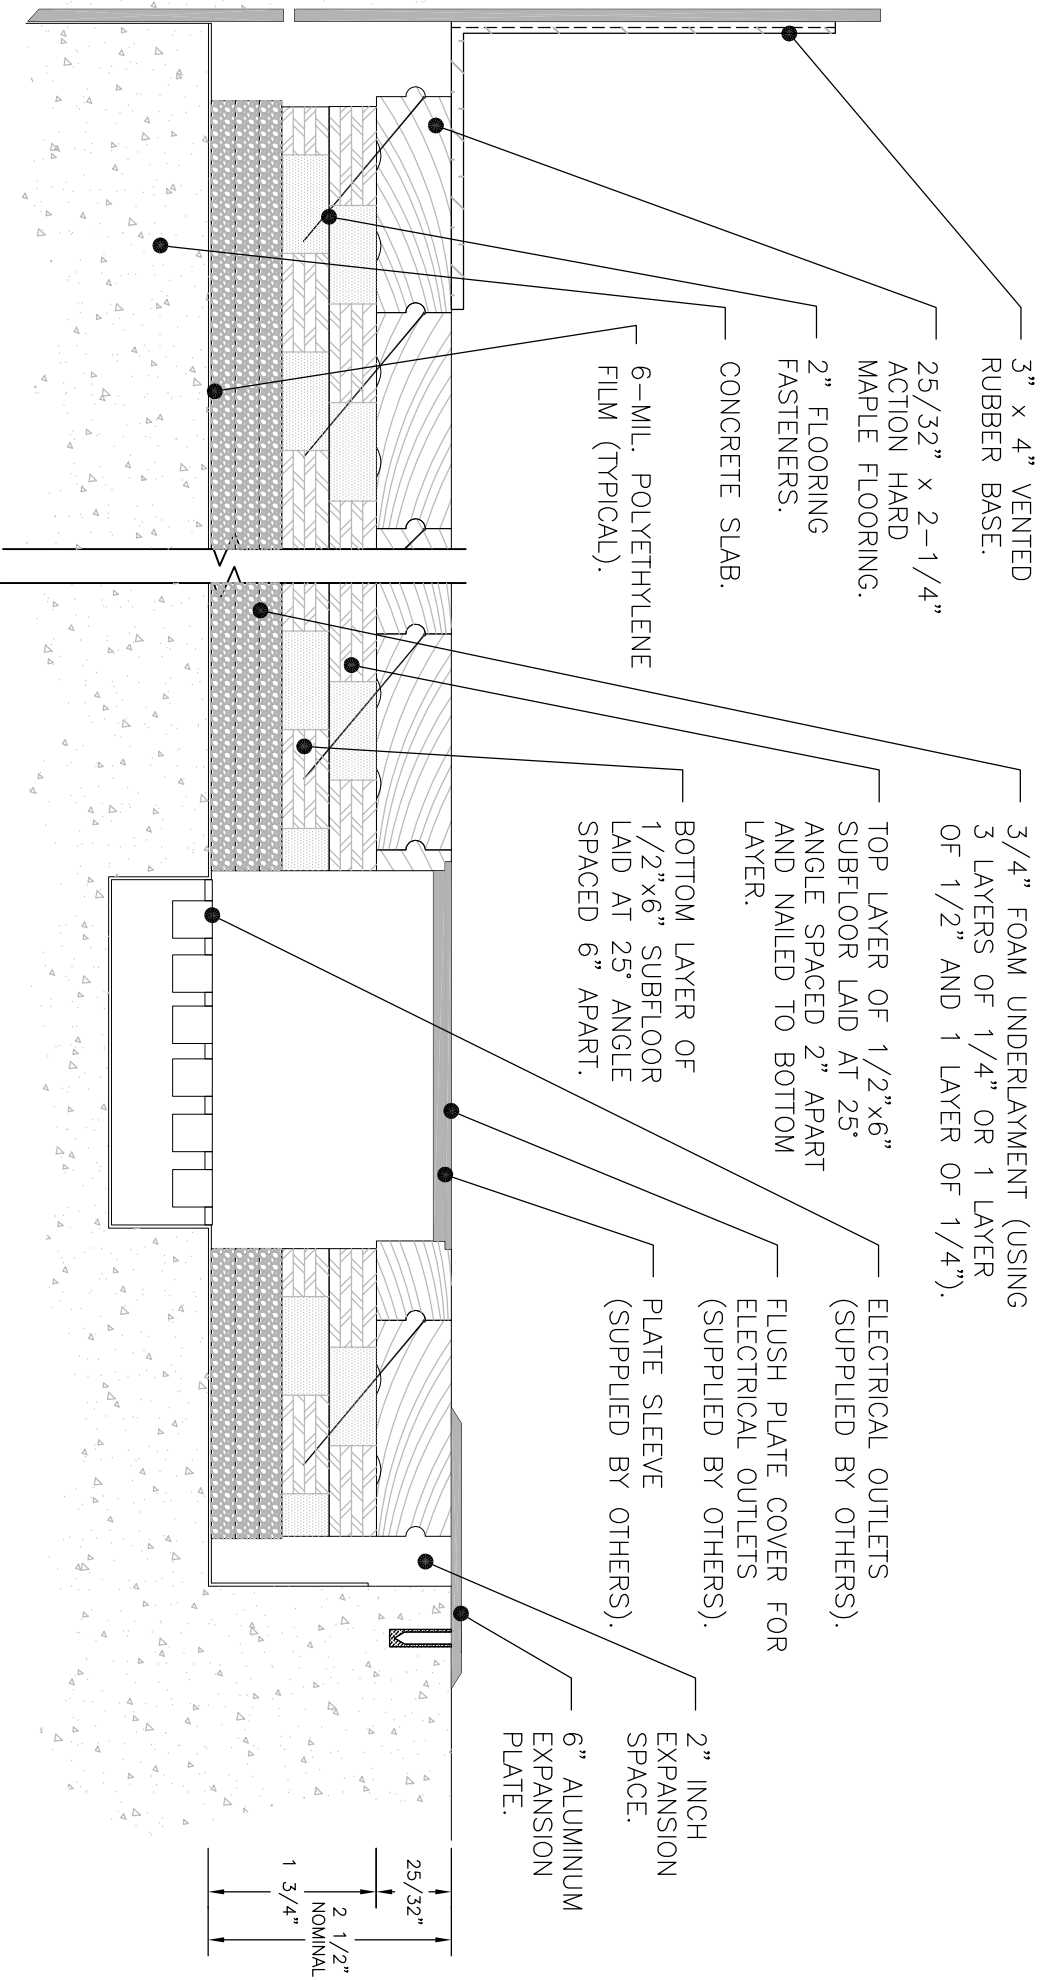 3" x 4" VENTED
RUBBER BASE.
25/32" x 2-1/4"
ACTION HARD
MAPLE FLOORING.
2" FLOORING
FASTENERS.
CONCRETE SLAB.
6-MIL. POLYETHYLENE
FILM (TYPICAL).
3/4" FOAM UNDERLAYMENT (USING
3 LAYERS OF 1/4" OR 1 LAYER
OF 1/2" AND 1 LAYER OF 1/4").
TOP LAYER OF 1/2"x6"
SUBFLOOR LAID AT 25°
ANGLE SPACED 2" APART
AND NAILED TO BOTTOM
LAYER.
BOTTOM LAYER OF
1/2"x6" SUBFLOOR
LAID AT 25° ANGLE
SPACED 6" APART.
ELECTRICAL OUTLETS
(SUPPLIED BY OTHERS).
FLUSH PLATE COVER FOR
ELECTRICAL OUTLETS
(SUPPLIED BY OTHERS).
PLATE SLEEVE
(SUPPLIED BY OTHERS).
2" INCH
EXPANSION
SPACE.
6" ALUMINUM
EXPANSION
PLATE.
25/32"
1 3/4"
2 1/2"
NOMINAL